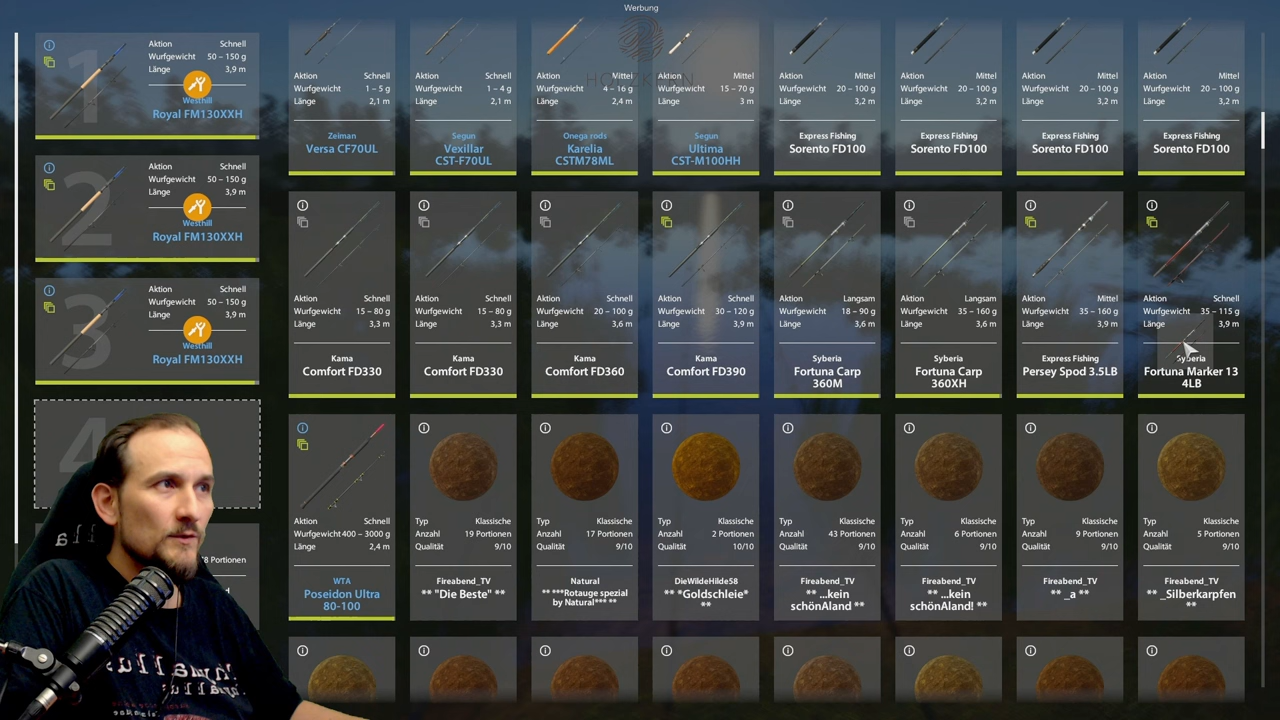 Werbung
HOLZKERN
1
Aktion Schnell
Wurfgewicht 50 – 150 g
Länge 3,9 m
Westhill
Royal FM130XXH
2
Aktion Schnell
Wurfgewicht 50 – 150 g
Länge 3,9 m
Westhill
Royal FM130XXH
3
Aktion Schnell
Wurfgewicht 50 – 150 g
Länge 3,9 m
Westhill
Royal FM130XXH
4
8 Portionen
Aktion Schnell
Wurfgewicht 1 – 5 g
Länge 2,1 m
Zeiman
Versa CF70UL
Aktion Schnell
Wurfgewicht 1 – 4 g
Länge 2,1 m
Segun
Vexillar
CST-F70UL
Aktion Mittel
Wurfgewicht 4 – 16 g
Länge 2,4 m
Onega rods
Karelia
CSTM78ML
Aktion Mittel
Wurfgewicht 15 – 70 g
Länge 3 m
Segun
Ultima
CST-M100HH
Aktion Mittel
Wurfgewicht 20 – 100 g
Länge 3,2 m
Express Fishing
Sorento FD100
Aktion Mittel
Wurfgewicht 20 – 100 g
Länge 3,2 m
Express Fishing
Sorento FD100
Aktion Mittel
Wurfgewicht 20 – 100 g
Länge 3,2 m
Express Fishing
Sorento FD100
Aktion Mittel
Wurfgewicht 20 – 100 g
Länge 3,2 m
Express Fishing
Sorento FD100
Aktion Schnell
Wurfgewicht 15 – 80 g
Länge 3,3 m
Kama
Comfort FD330
Aktion Schnell
Wurfgewicht 15 – 80 g
Länge 3,3 m
Kama
Comfort FD330
Aktion Schnell
Wurfgewicht 20 – 100 g
Länge 3,6 m
Kama
Comfort FD360
Aktion Schnell
Wurfgewicht 30 – 120 g
Länge 3,9 m
Kama
Comfort FD390
Aktion Langsam
Wurfgewicht 18 – 90 g
Länge 3,6 m
Syberia
Fortuna Carp
360M
Aktion Langsam
Wurfgewicht 35 – 160 g
Länge 3,6 m
Syberia
Fortuna Carp
360XH
Aktion Mittel
Wurfgewicht 35 – 160 g
Länge 3,9 m
Express Fishing
Persey Spod 3.5LB
Aktion Schnell
Wurfgewicht 35 – 115 g
Länge 3,9 m
Syberia
Fortuna Marker 13
4LB
Aktion Schnell
Wurfgewicht 400 – 3000 g
Länge 2,4 m
WTA
Poseidon Ultra
80-100
Typ Klassische
Anzahl 19 Portionen
Qualität 9/10
Fireabend_TV
** "Die Beste" **
Typ Klassische
Anzahl 17 Portionen
Qualität 9/10
Natural
** ***Rotauge spezial
by Natural*** **
Typ Klassische
Anzahl 2 Portionen
Qualität 10/10
DieWildeHilde58
** *Goldschleie*
**
Typ Klassische
Anzahl 43 Portionen
Qualität 9/10
Fireabend_TV
** ...kein
schönAland **
Typ Klassische
Anzahl 6 Portionen
Qualität 9/10
Fireabend_TV
** ...kein
schönAland! **
Typ Klassische
Anzahl 9 Portionen
Qualität 9/10
Fireabend_TV
** _a **
Typ Klassische
Anzahl 5 Portionen
Qualität 9/10
Fireabend_TV
** _Silberkarpfen
**